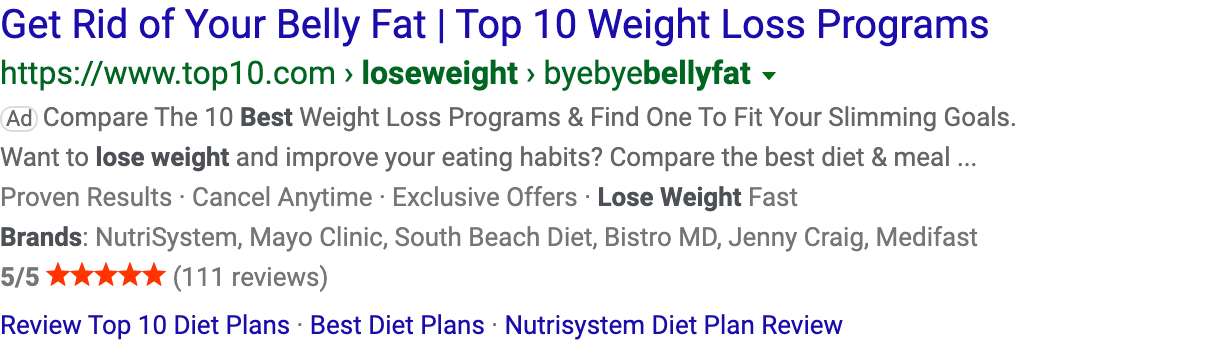 Get Rid of Your Belly Fat | Top 10 Weight Loss Programs
https://www.top10.com › loseweight › byebyebellyfat
Ad Compare The 10 Best Weight Loss Programs & Find One To Fit Your Slimming Goals.
Want to lose weight and improve your eating habits? Compare the best diet & meal ...
Proven Results · Cancel Anytime · Exclusive Offers · Lose Weight Fast
Brands: NutriSystem, Mayo Clinic, South Beach Diet, Bistro MD, Jenny Craig, Medifast
5/5 ★★★★★ (111 reviews)
Review Top 10 Diet Plans · Best Diet Plans · Nutrisystem Diet Plan Review